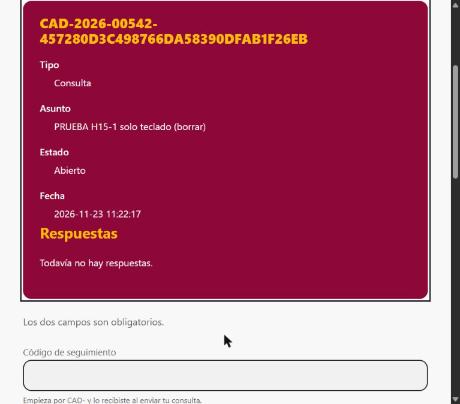 CAD-2026-00542-
457280D3C498766DA58390DFAB1F26EB
Tipo
Consulta
Asunto
PRUEBA H15-1 solo teclado (borrar)
Estado
Abierto
Fecha
2026-11-23 11:22:17
Respuestas
Todavía no hay respuestas.
Los dos campos son obligatorios.
Código de seguimiento
Empieza por CAD- y lo recibiste al enviar tu consulta.